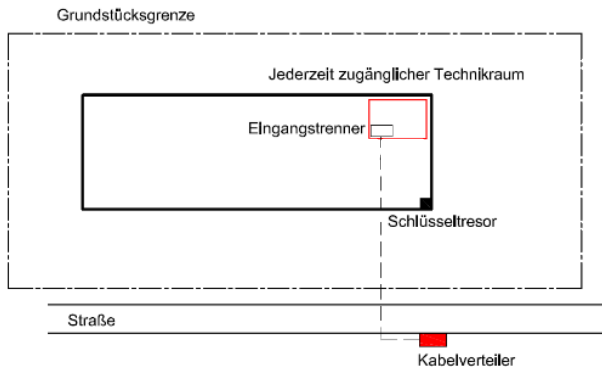 Grundstücksgrenze
Jederzeit zugänglicher Technikraum
EIngangstrenner
Schlüsseltresor
Straße
Kabelverteiler